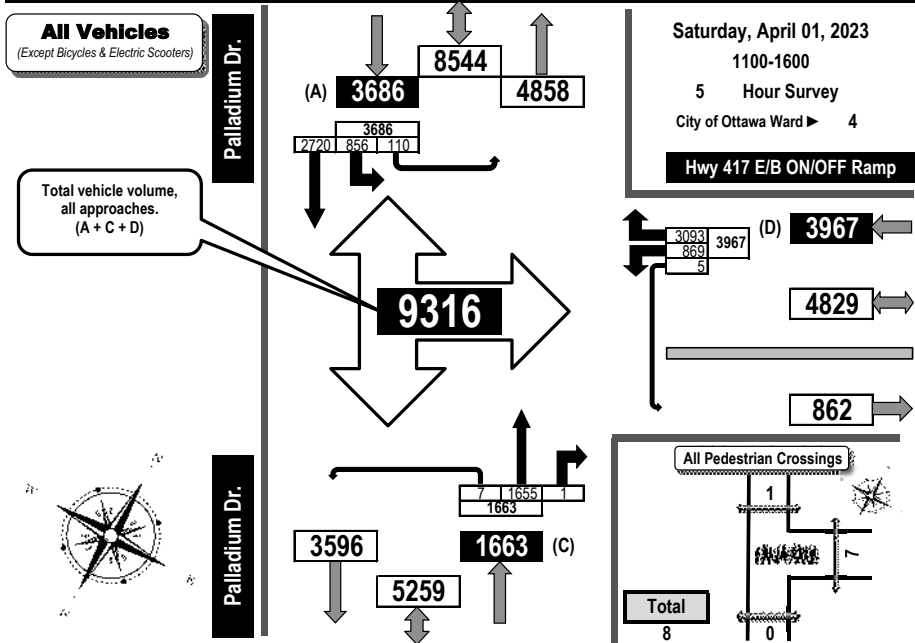 All Vehicles
(Except Bicycles & Electric Scooters)
Palladium Dr.
8544
(A) 3686
4858
3686
2720 856 110
Saturday, April 01, 2023
1100-1600
5 Hour Survey
City of Ottawa Ward ► 4
Hwy 417 E/B ON/OFF Ramp
Total vehicle volume,
all approaches.
(A + C + D)
9316
3093
869
5
3967
(D) 3967
4829
862
Palladium Dr.
7 1655 1
1663
3596
1663 (C)
5259
All Pedestrian Crossings
1
7
0
Total
8